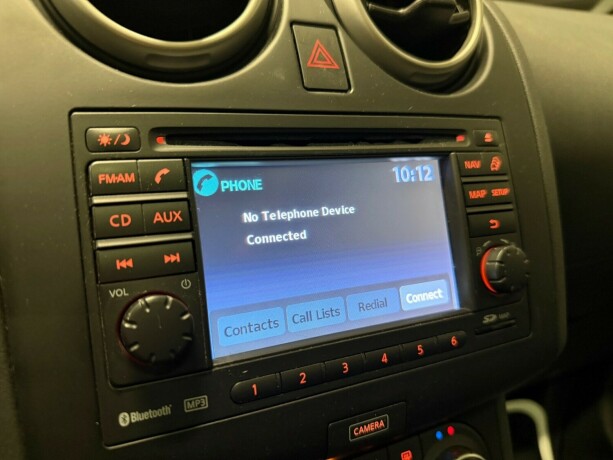 PHONE 10:12
No Telephone Device
Connected
Contacts Call Lists Redial Connect
FM•AM
CD AUX
VOL
NAV
MAP SETUP
1 2 3 4 5 6
Bluetooth MP3
CAMERA